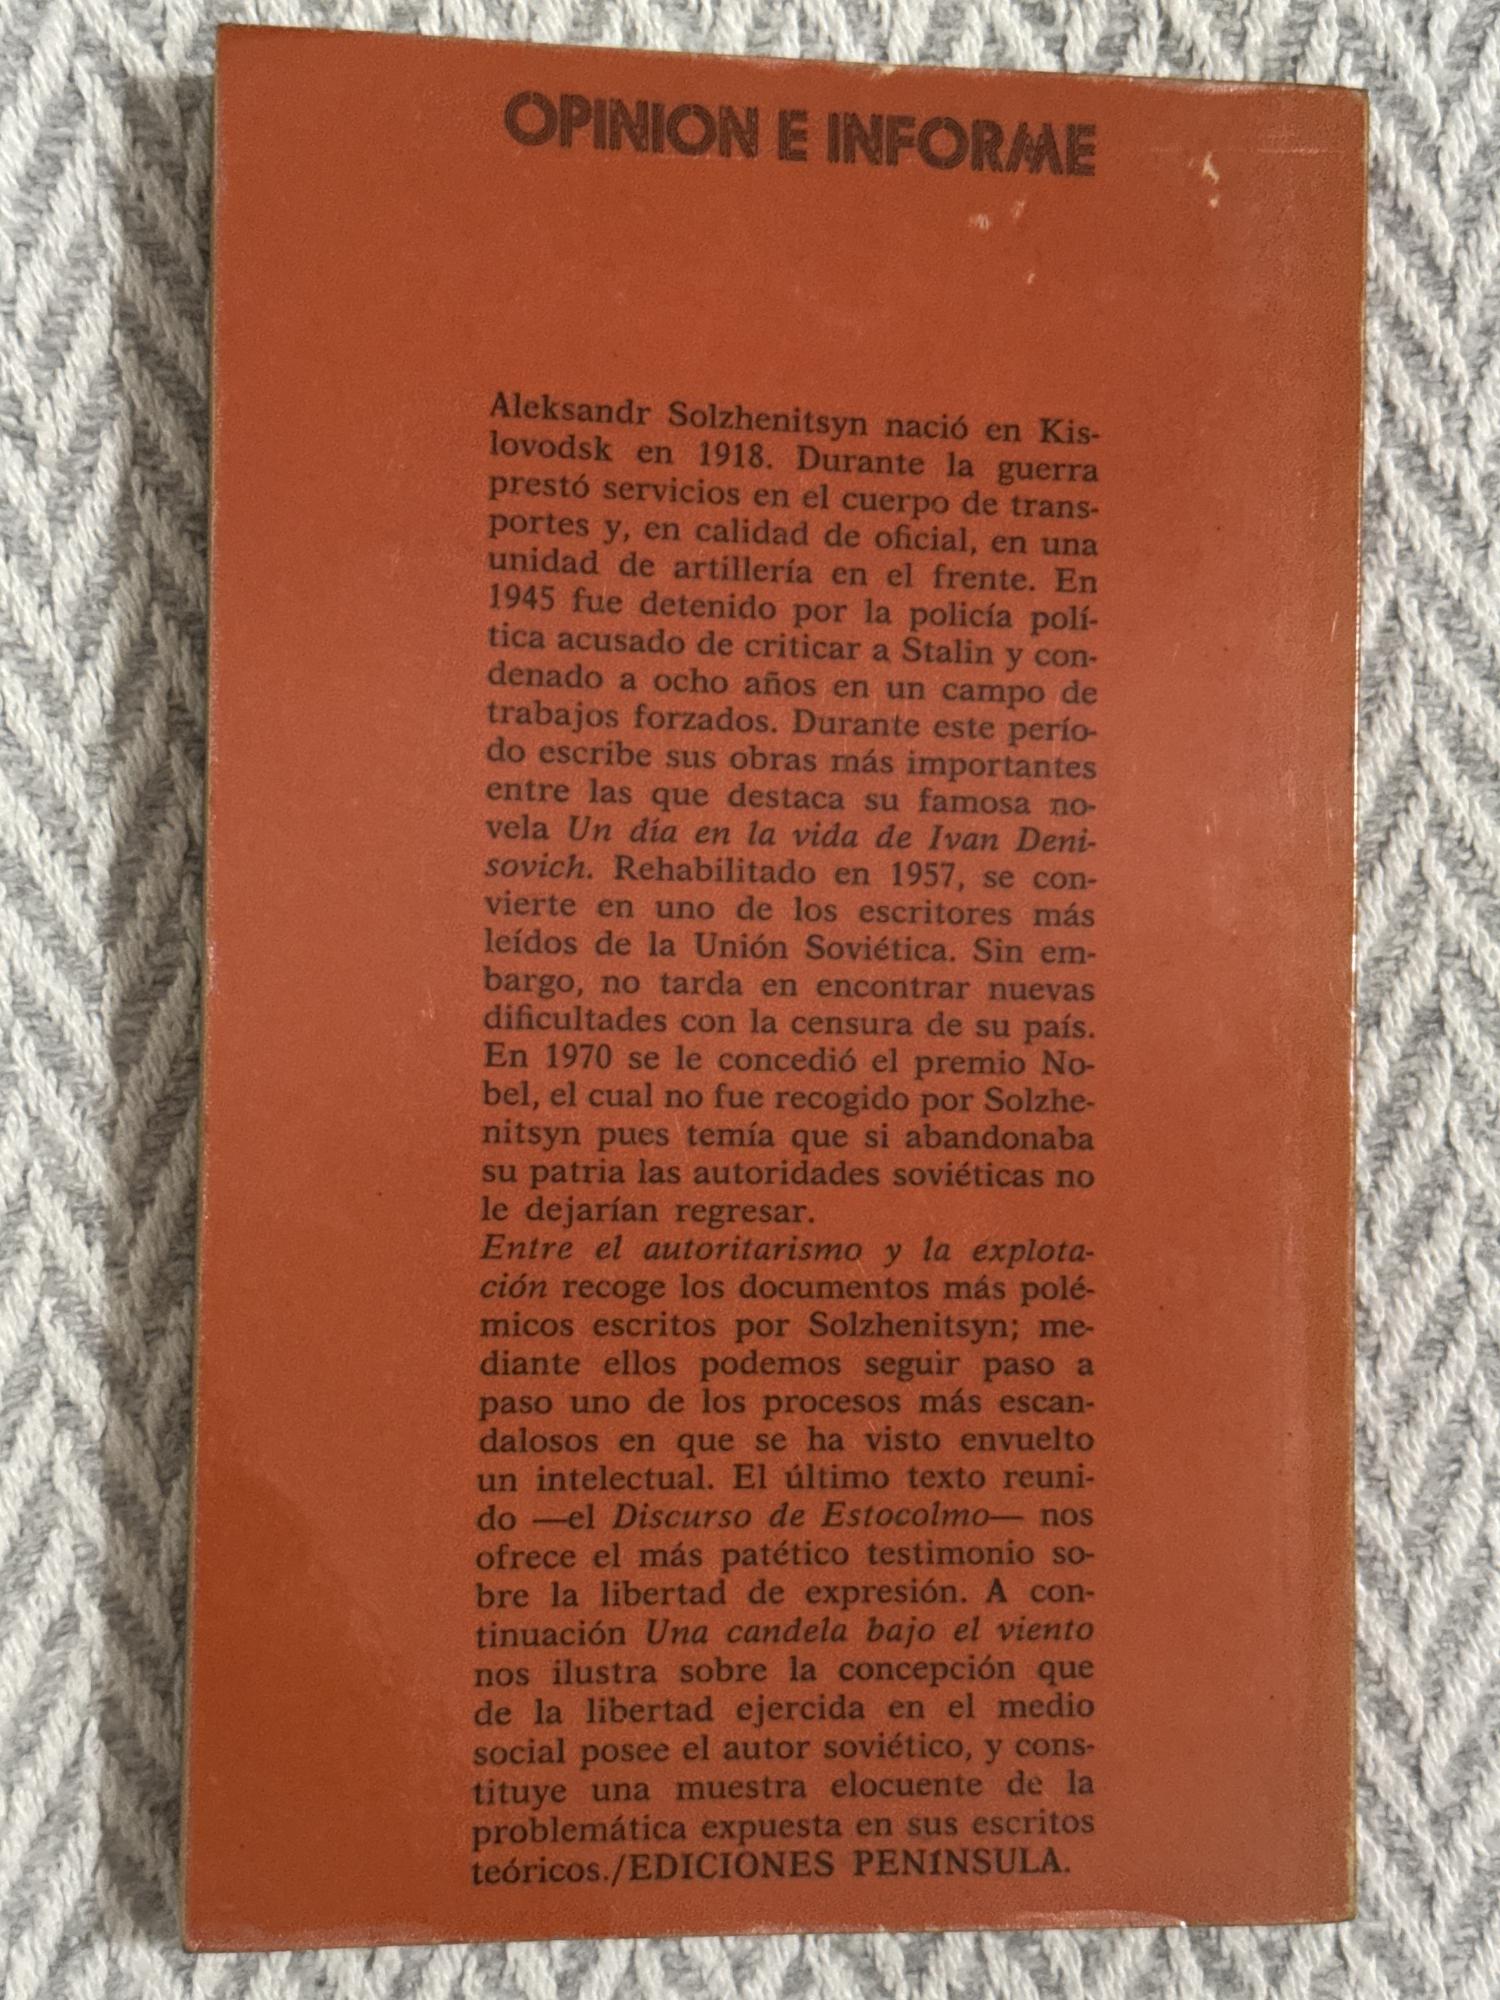 OPINION E INFORME
Aleksandr Solzhenitsyn nació en Kis-
lovodsk en 1918. Durante la guerra
prestó servicios en el cuerpo de trans-
portes y, en calidad de oficial, en una
unidad de artillería en el frente. En
1945 fue detenido por la policía polí-
tica acusado de criticar a Stalin y con-
denado a ocho años en un campo de
trabajos forzados. Durante este perío-
do escribe sus obras más importantes
entre las que destaca su famosa no-
vela Un día en la vida de Ivan Deni-
sovich. Rehabilitado en 1957, se con-
vierte en uno de los escritores más
leídos de la Unión Soviética. Sin em-
bargo, no tarda en encontrar nuevas
dificultades con la censura de su país.
En 1970 se le concedió el premio No-
bel, el cual no fue recogido por Solzhe-
nitsyn pues temía que si abandonaba
su patria las autoridades soviéticas no
le dejarían regresar.
Entre el autoritarismo y la explota-
ción recoge los documentos más polé-
micos escritos por Solzhenitsyn; me-
diante ellos podemos seguir paso a
paso uno de los procesos más escan-
dalosos en que se ha visto envuelto
un intelectual. El último texto reuni-
do —el Discurso de Estocolmo— nos
ofrece el más patético testimonio so-
bre la libertad de expresión. A con-
tinuación Una candela bajo el viento
nos ilustra sobre la concepción que
de la libertad ejercida en el medio
social posee el autor soviético, y cons-
tituye una muestra elocuente de la
problemática expuesta en sus escritos
teóricos./EDICIONES PENÍNSULA.